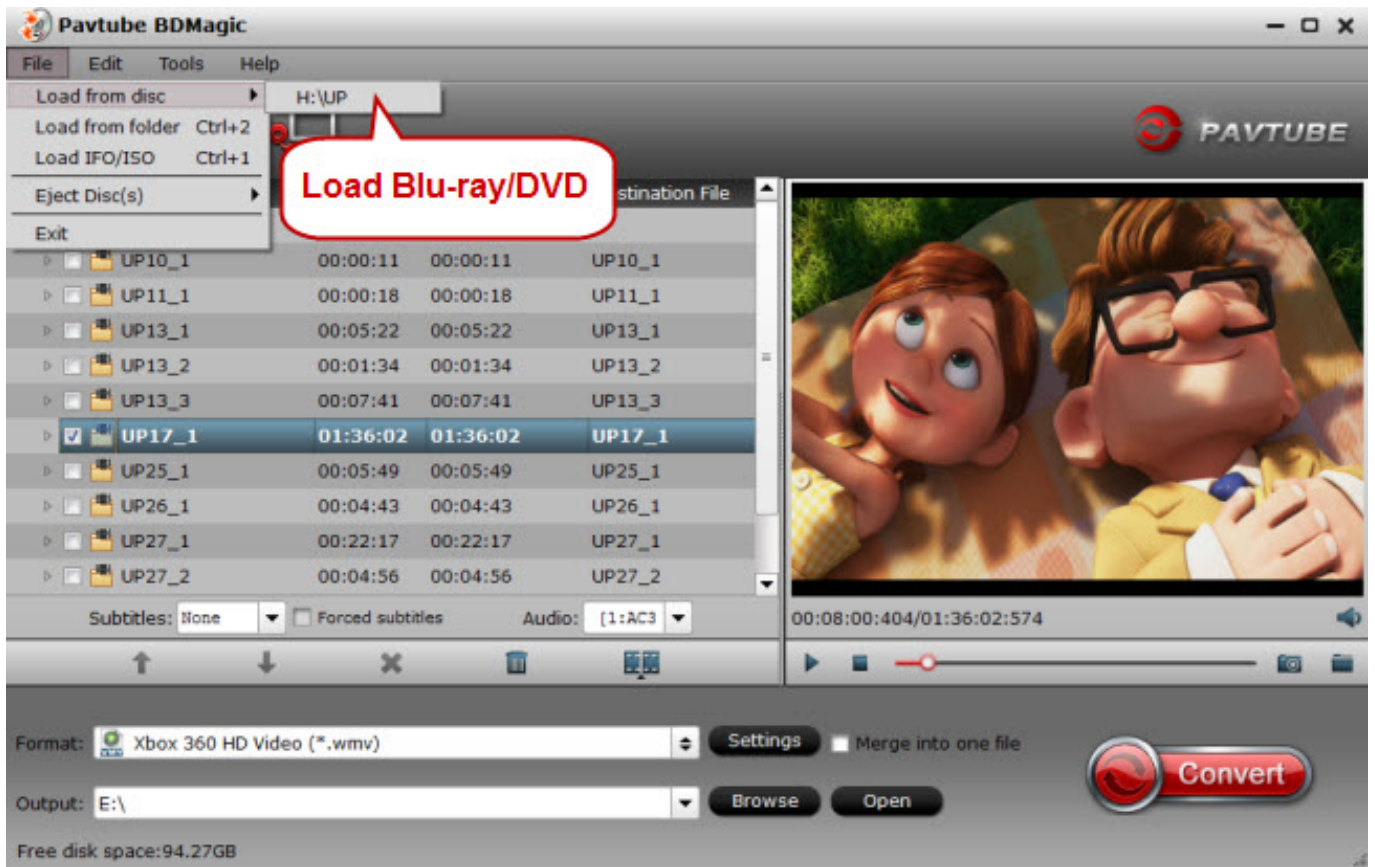 Pavtube BDMagic
File Edit Tools Help
Load from disc
H:\UP
Load from folder Ctrl+2
Load IFO/ISO Ctrl+1
Eject Disc(s)
Exit
Load Blu-ray/DVD
PAVTUBE
stination File
UP10_1 00:00:11 00:00:11 UP10_1
UP11_1 00:00:18 00:00:18 UP11_1
UP13_1 00:05:22 00:05:22 UP13_1
UP13_2 00:01:34 00:01:34 UP13_2
UP13_3 00:07:41 00:07:41 UP13_3
UP17_1 01:36:02 01:36:02 UP17_1
UP25_1 00:05:49 00:05:49 UP25_1
UP26_1 00:04:43 00:04:43 UP26_1
UP27_1 00:22:17 00:22:17 UP27_1
UP27_2 00:04:56 00:04:56 UP27_2
Subtitles: None Forced subtitles Audio: [1:AC3
00:08:00:404/01:36:02:574
Format: Xbox 360 HD Video (*.wmv) Settings Merge into one file
Convert
Output: E:\ Browse Open
Free disk space:94.27GB